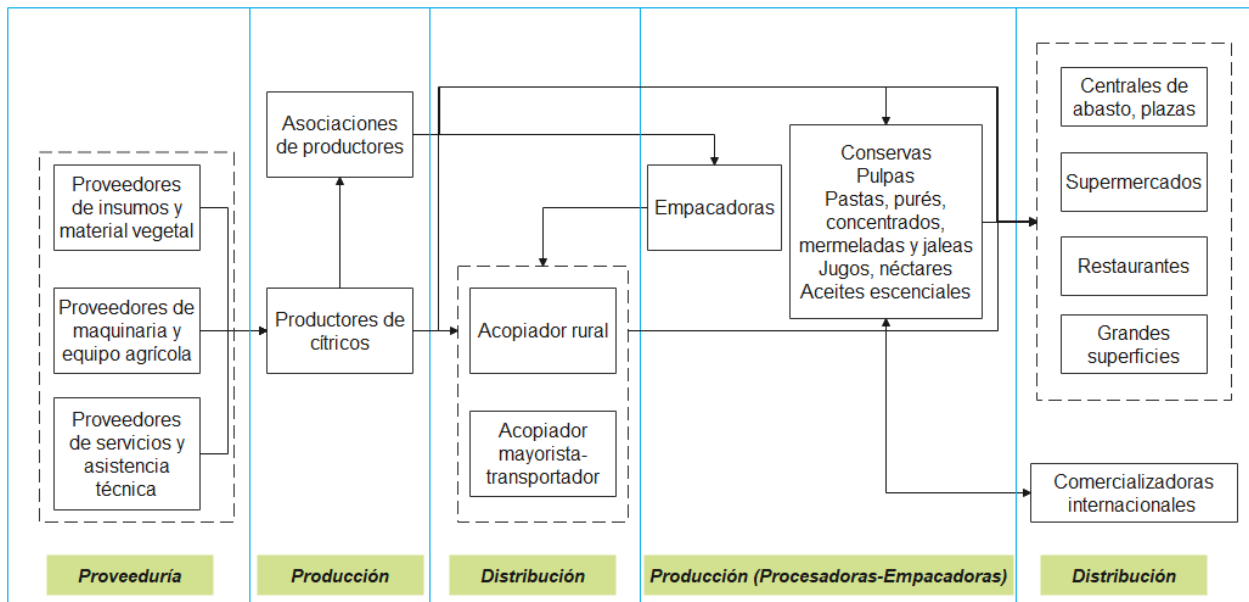 Proveedores
de insumos y
material vegetal
Proveedores de
maquinaria y
equipo agrícola
Proveedores
de servicios y
asistencia
técnica
Proveeduría
Asociaciones
de productores
Productores de
cítricos
Producción
Acopiador rural
Acopiador
mayorista-
transportador
Distribución
Empacadoras
Conservas
Pulpas
Pastas, purés,
concentrados,
mermeladas y jaleas
Jugos, néctares
Aceites escenciales
Producción (Procesadoras-Empacadoras)
Centrales de
abasto, plazas
Supermercados
Restaurantes
Grandes
superficies
Comercializadoras
internacionales
Distribución